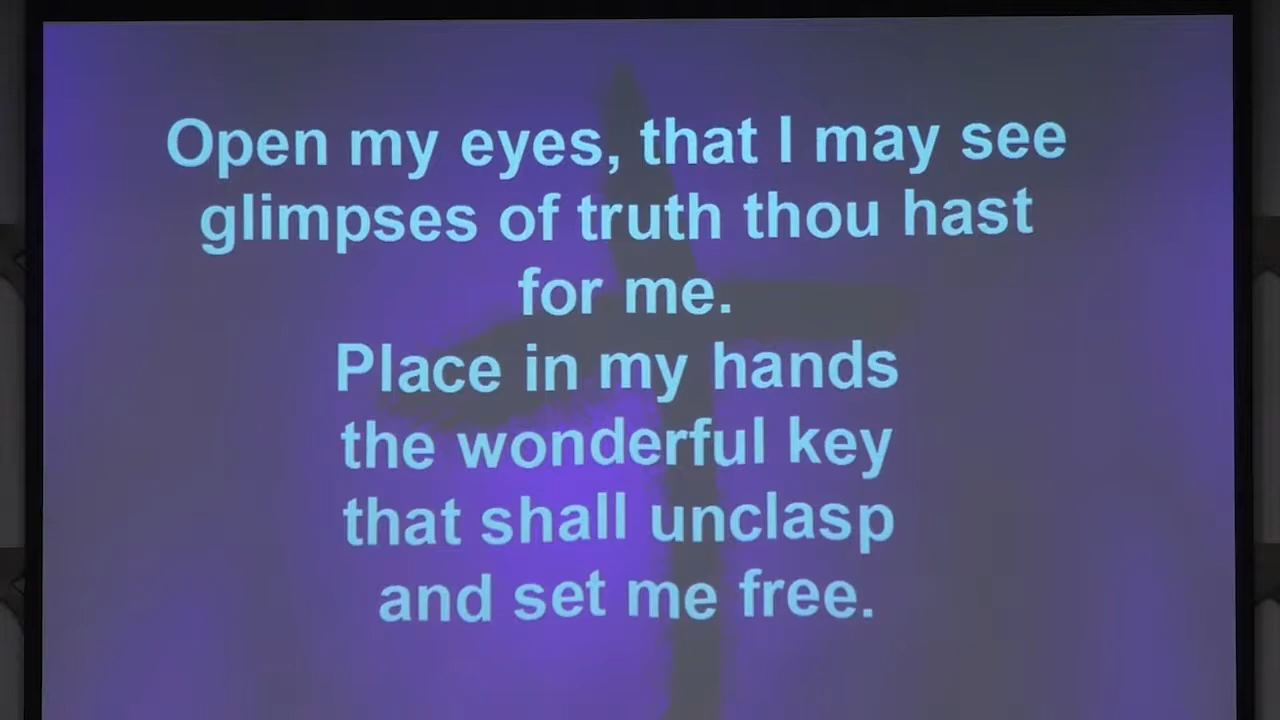 Open my eyes, that I may see
glimpses of truth thou hast
for me.
Place in my hands
the wonderful key
that shall unclasp
and set me free.